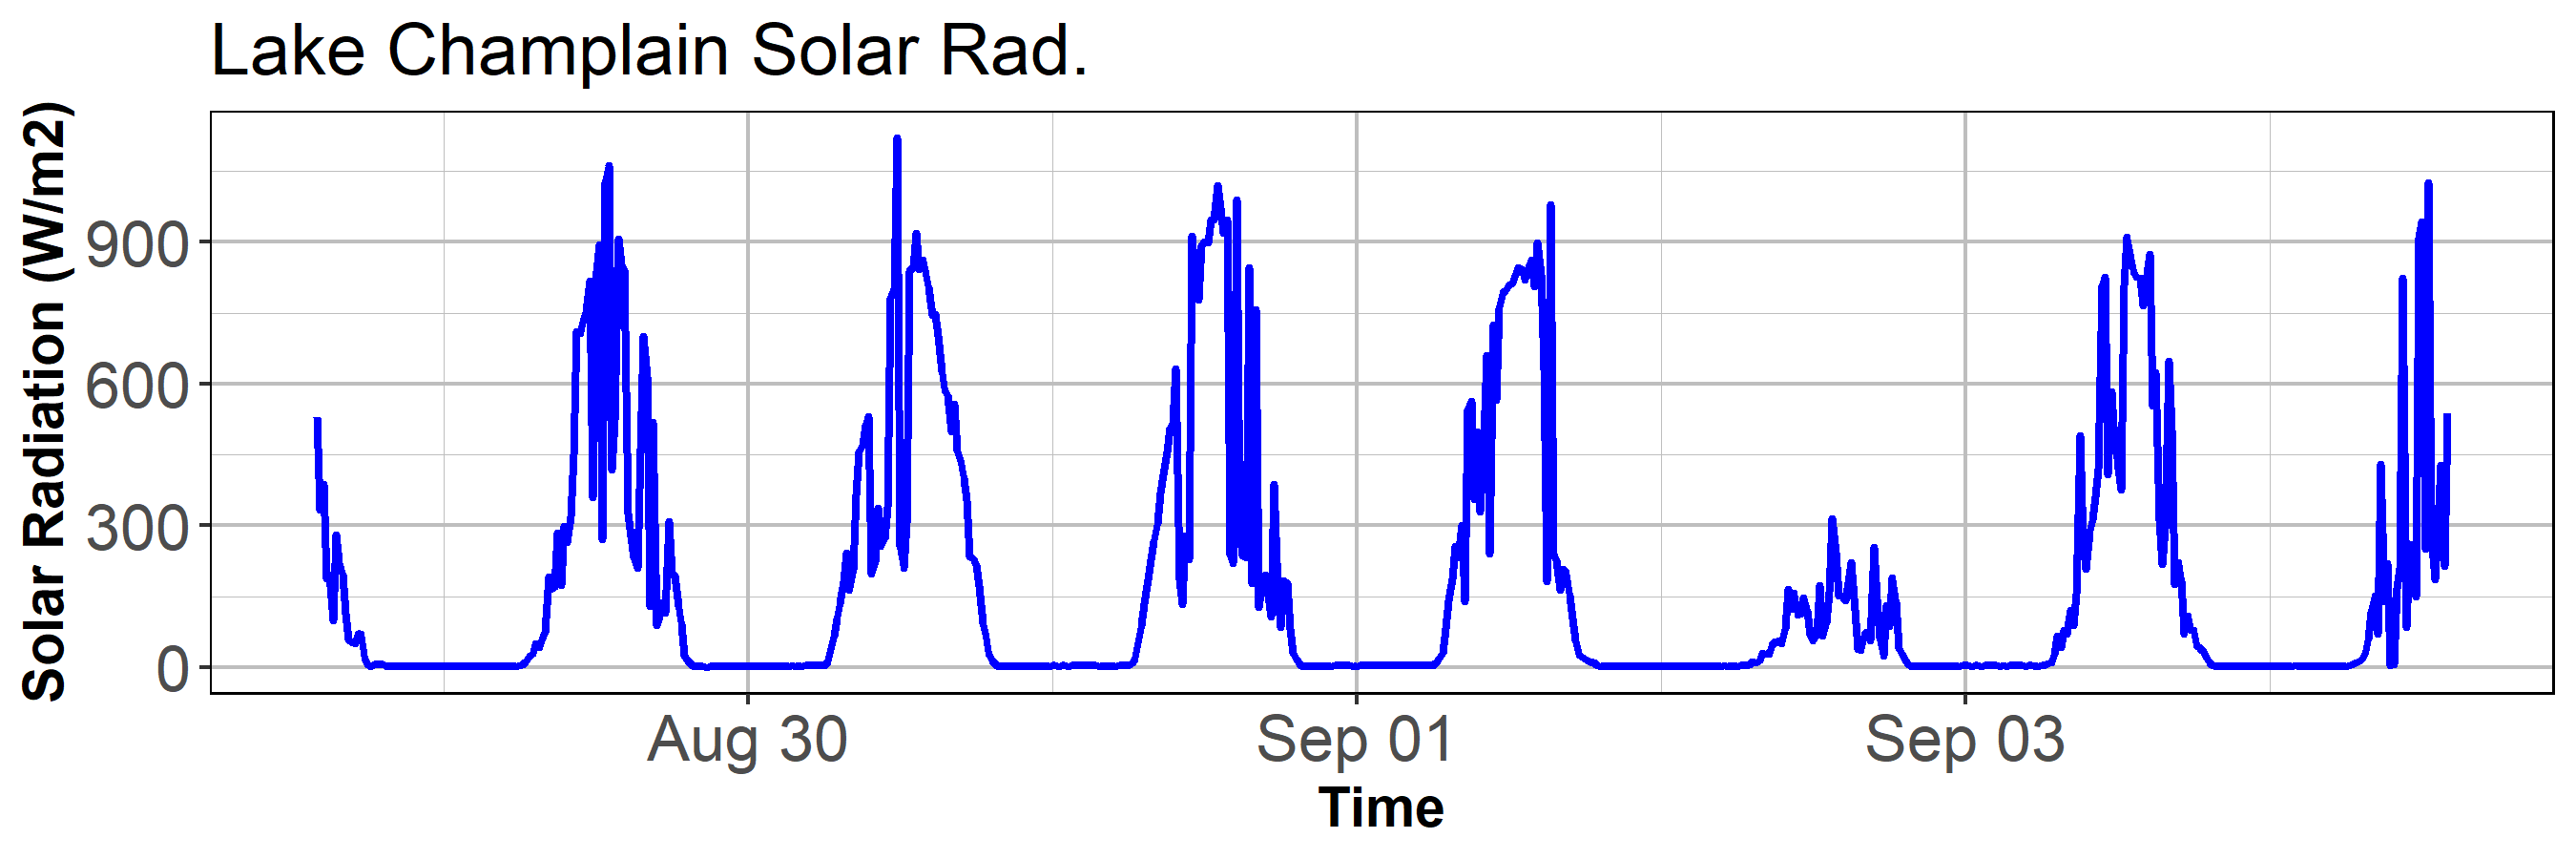 Lake Champlain Solar Rad.
Solar Radiation (W/m2)
900
600
300
0
Aug 30 Sep 01 Sep 03
Time